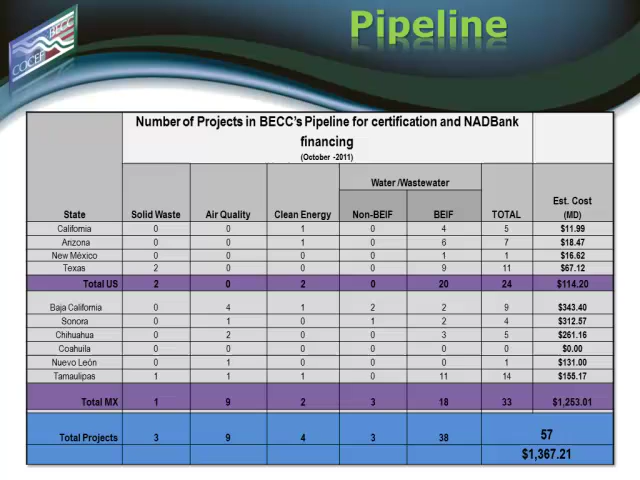 Pipeline
BECC
COCEF
Number of Projects in BECC's Pipeline for certification and NADBank
financing
(October -2011)
Water /Wastewater
Est. Cost
State Solid Waste Air Quality Clean Energy Non-BEIF BEIF TOTAL (MD)
California 0 0 1 0 4 5 $11.99
Arizona 0 0 1 0 6 7 $18.47
New México 0 0 0 0 1 1 $16.62
Texas 2 0 0 0 9 11 $67.12
Total US 2 0 2 0 20 24 $114.20
Baja California 0 4 1 2 2 9 $343.40
Sonora 0 1 0 1 2 4 $312.57
Chihuahua 0 2 0 0 3 5 $261.16
Coahuila 0 0 0 0 0 0 $0.00
Nuevo León 0 1 0 0 0 1 $131.00
Tamaulipas 1 1 1 0 11 14 $155.17
Total MX 1 9 2 3 18 33 $1,253.01
Total Projects 3 9 4 3 38 57
$1,367.21